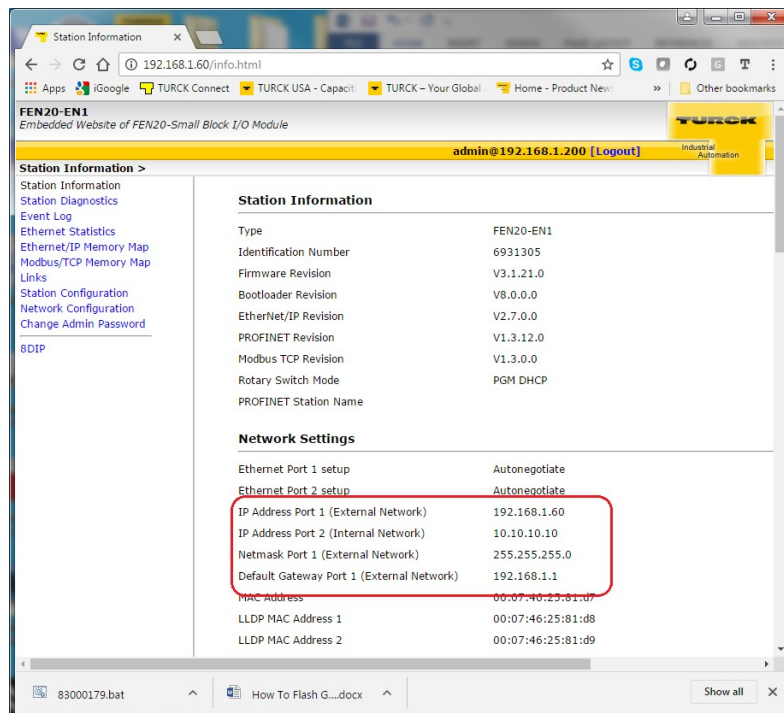 Station Information
192.168.1.60/info.html
Apps iGoogle TURCK Connect TURCK USA - Capaciti TURCK – Your Global Home - Product News » Other bookmarks
FEN20-EN1
Embedded Website of FEN20-Small Block I/O Module
TURCK
admin@192.168.1.200 [Logout]
Industrial
Automation
Station Information >
Station Information
Station Diagnostics
Event Log
Ethernet Statistics
Ethernet/IP Memory Map
Modbus/TCP Memory Map
Links
Station Configuration
Network Configuration
Change Admin Password
8DIP
Station Information
Type FEN20-EN1
Identification Number 6931305
Firmware Revision V3.1.21.0
Bootloader Revision V8.0.0.0
EtherNet/IP Revision V2.7.0.0
PROFINET Revision V1.3.12.0
Modbus TCP Revision V1.3.0.0
Rotary Switch Mode PGM DHCP
PROFINET Station Name
Network Settings
Ethernet Port 1 setup Autonegotiate
Ethernet Port 2 setup Autonegotiate
IP Address Port 1 (External Network) 192.168.1.60
IP Address Port 2 (Internal Network) 10.10.10.10
Netmask Port 1 (External Network) 255.255.255.0
Default Gateway Port 1 (External Network) 192.168.1.1
MAC Address 00:07:46:25:81:d7
LLDP MAC Address 1 00:07:46:25:81:d8
LLDP MAC Address 2 00:07:46:25:81:d9
83000179.bat How To Flash G....docx Show all